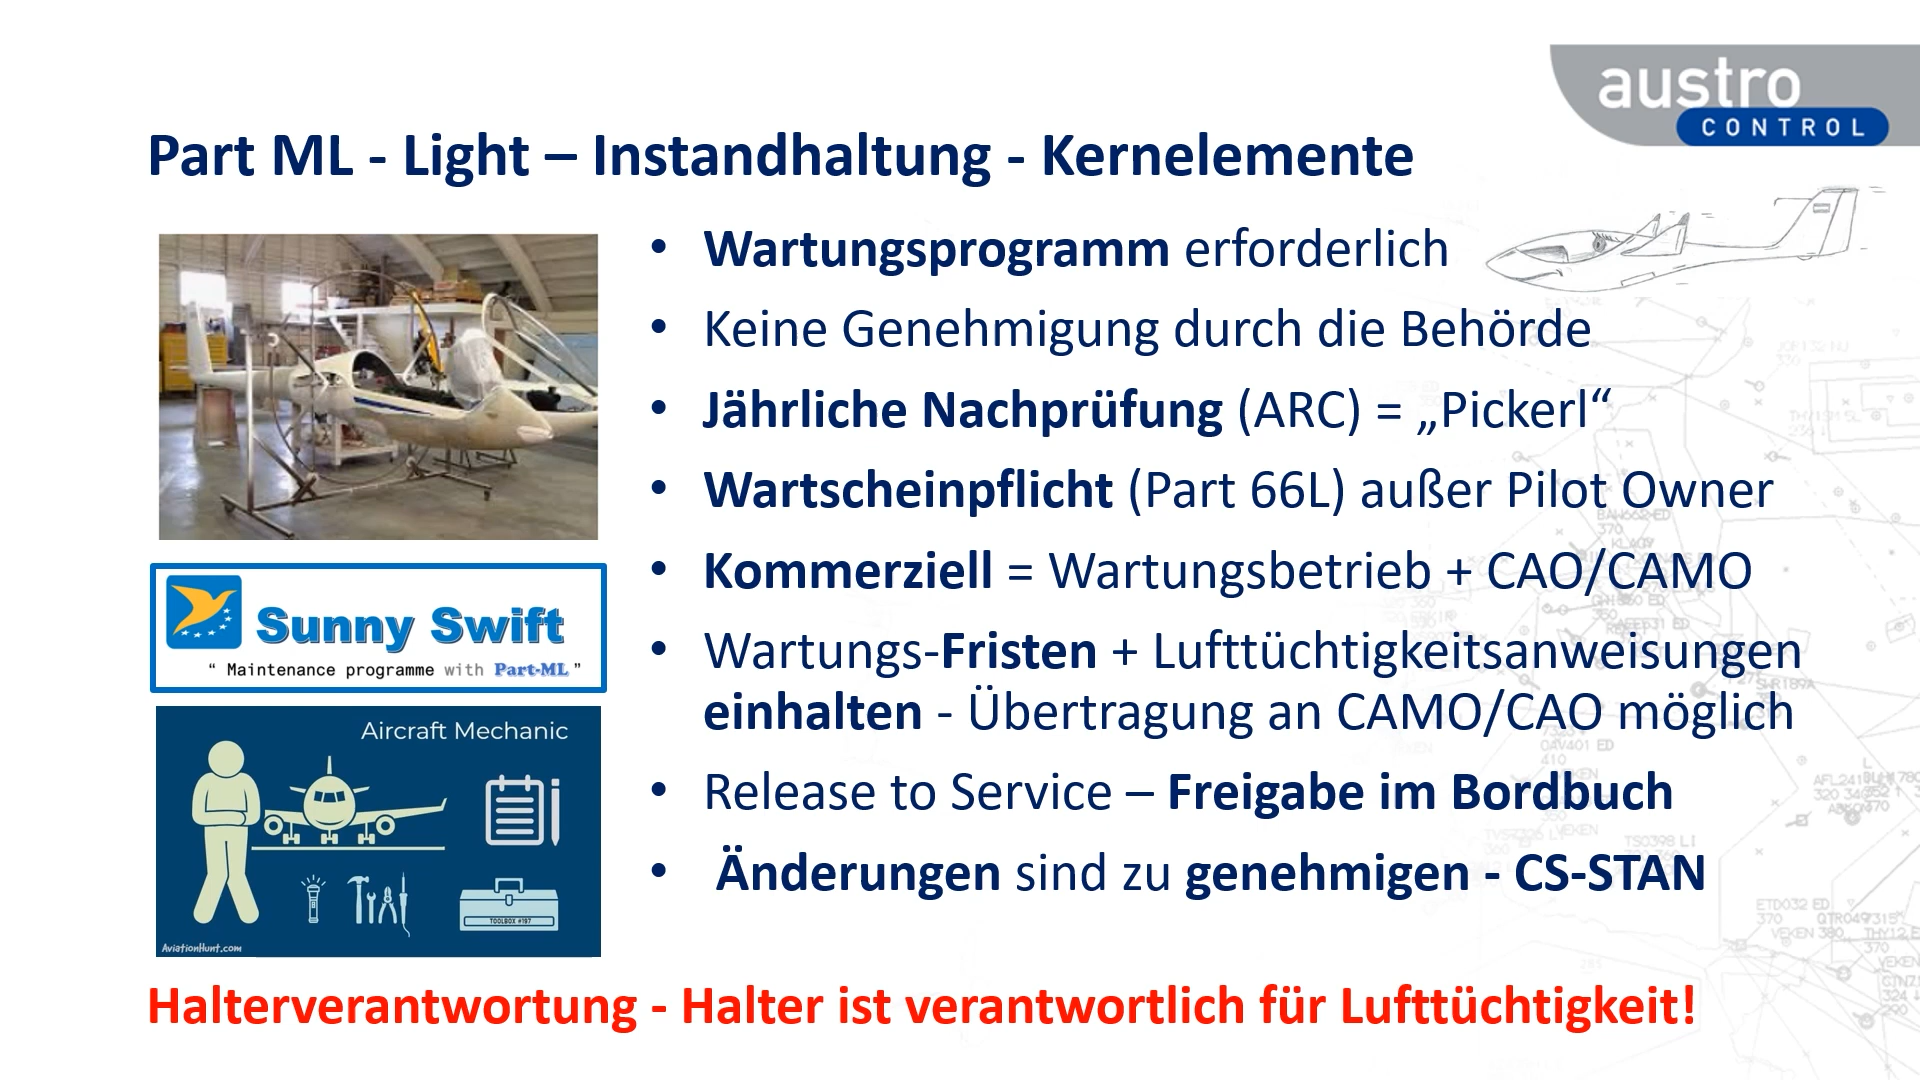 austro
CONTROL
Part ML - Light – Instandhaltung - Kernelemente
• Wartungsprogramm erforderlich
• Keine Genehmigung durch die Behörde
• Jährliche Nachprüfung (ARC) = „Pickerl“
• Wartscheinpflicht (Part 66L) außer Pilot Owner
• Kommerziell = Wartungsbetrieb + CAO/CAMO
• Wartungs-Fristen + Lufttüchtigkeitsanweisungen
einhalten - Übertragung an CAMO/CAO möglich
• Release to Service – Freigabe im Bordbuch
• Änderungen sind zu genehmigen - CS-STAN
Sunny Swift
“ Maintenance programme with Part-ML ”
Aircraft Mechanic
TOOLBOX #197
AviationHunt.com
Halterverantwortung - Halter ist verantwortlich für Lufttüchtigkeit!